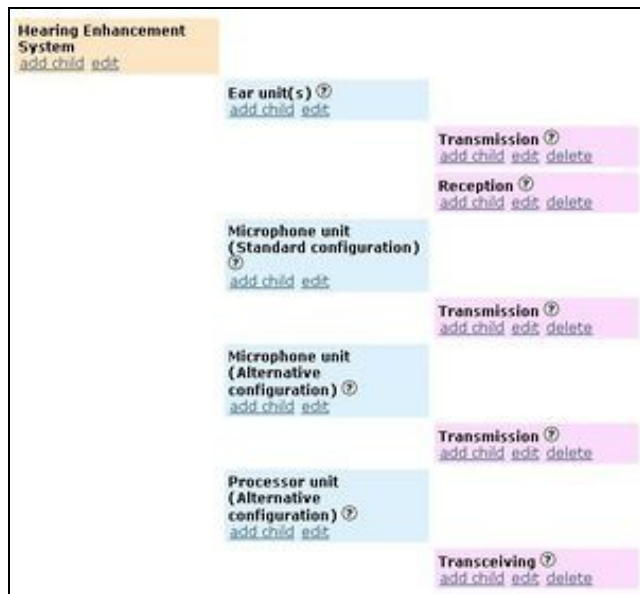 Hearing Enhancement
System
add child edit
Ear unit(s) ?
add child edit
Transmission ?
add child edit delete
Reception ?
add child edit delete
Microphone unit
(Standard configuration)
?
add child edit
Transmission ?
add child edit delete
Microphone unit
(Alternative
configuration) ?
add child edit
Transmission ?
add child edit delete
Processor unit
(Alternative
configuration) ?
add child edit
Transceiving ?
add child edit delete